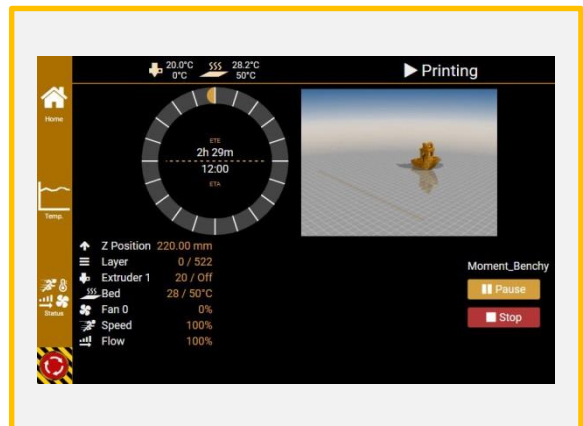 20.0°C 28.2°C
0°C 50°C
Printing
Home
ETE
2h 29m
12:00
ETA
Temp.
Z Position 220.00 mm
Layer 0 / 522
Extruder 1 20 / Off
Bed 28 / 50°C
Fan 0 0%
Speed 100%
Flow 100%
Status
Moment_Benchy
Pause
Stop